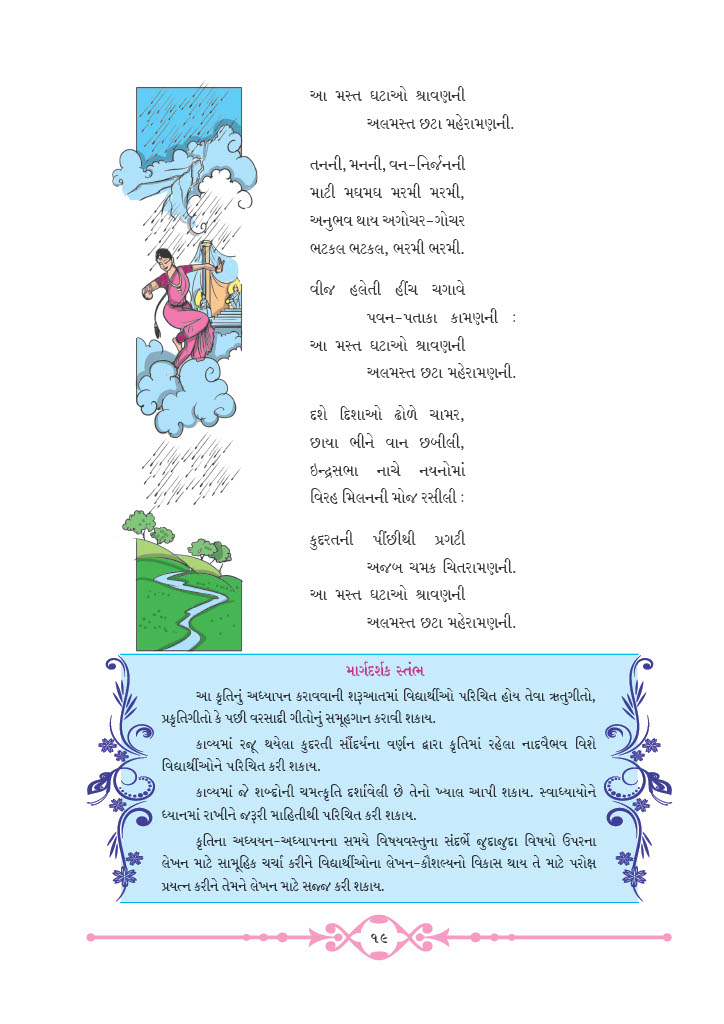 આ મસ્ત ઘટાઓ શ્રાવણની
અલમસ્ત છટા મહેરામણની.
તનની, મનની, વન-નિર્જનની
માટી મઘમઘ મરમી મરમી,
અનુભવ થાય અગોચર-ગોચર
ભટકલ ભટકલ, ભરમી ભરમી.
વીજ હલેતી હીંચ ચગાવે
પવન-પતાકા કામણની :
આ મસ્ત ઘટાઓ શ્રાવણની
અલમસ્ત છટા મહેરામણની.
દશે દિશાઓ ઢોળે ચામર,
છાયા ભીને વાન છબીલી,
ઇન્દ્રસભા નાચે નયનોમાં
વિરહ મિલનની મોજ રસીલી :
કુદરતની પીંછીથી પ્રગટી
અજબ ચમક ચિતરામણની.
આ મસ્ત ઘટાઓ શ્રાવણની
અલમસ્ત છટા મહેરામણની.
માર્ગદર્શક સ્તંભ
આ કૃતિનું અધ્યાપન કરાવવાની શરૂઆતમાં વિદ્યાર્થીઓ પરિચિત હોય તેવા ઋતુગીતો,
પ્રકૃતિગીતો કે પછી વરસાદી ગીતોનું સમૂહગાન કરાવી શકાય.
કાવ્યમાં રજૂ થયેલા કુદરતી સૌંદર્યના વર્ણન દ્વારા કૃતિમાં રહેલા નાદવૈભવ વિશે
વિદ્યાર્થીઓને પરિચિત કરી શકાય.
કાવ્યમાં જે શબ્દોની ચમત્કૃતિ દર્શાવેલી છે તેનો ખ્યાલ આપી શકાય. સ્વાધ્યાયોને
ધ્યાનમાં રાખીને જરૂરી માહિતીથી પરિચિત કરી શકાય.
કૃતિના અધ્યયન-અધ્યાપનના સમયે વિષયવસ્તુના સંદર્ભે જુદાજુદા વિષયો ઉપરના
લેખન માટે સામૂહિક ચર્ચા કરીને વિદ્યાર્થીઓના લેખન-કૌશલ્યનો વિકાસ થાય તે માટે પરોક્ષ
પ્રયત્ન કરીને તેમને લેખન માટે સજ્જ કરી શકાય.
૧૯